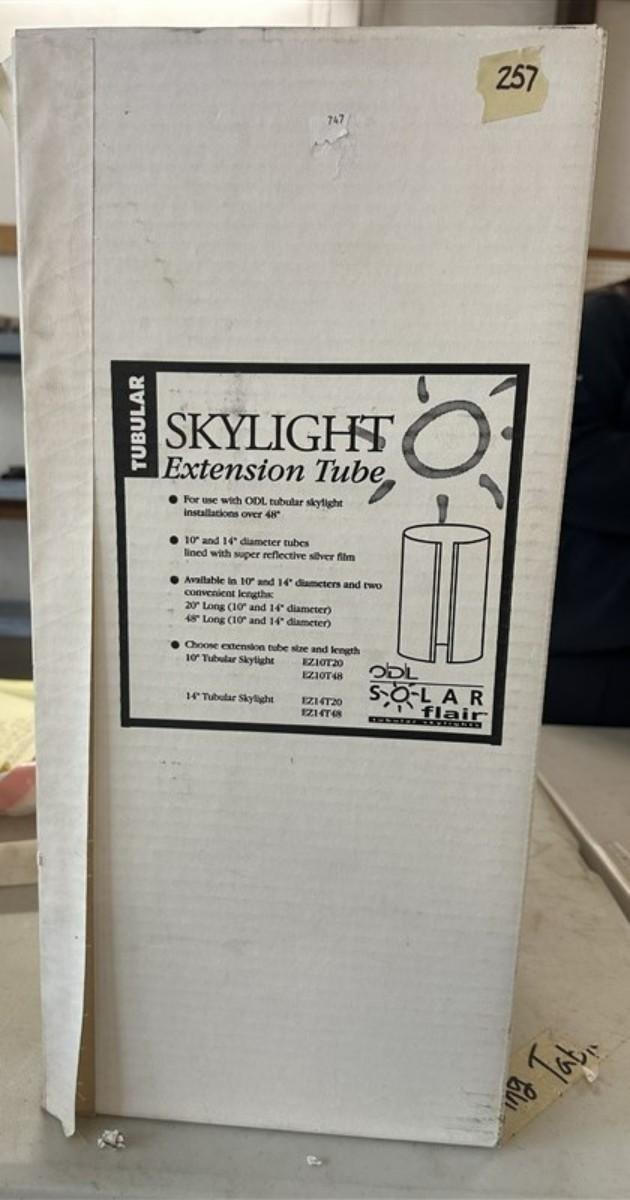 257
747
TUBULAR
SKYLIGHT
Extension Tube
● For use with ODL tubular skylight
installations over 48"
● 10" and 14" diameter tubes
lined with super reflective silver film
● Available in 10" and 14" diameters and two
convenient lengths:
20" Long (10" and 14" diameter)
48" Long (10" and 14" diameter)
● Choose extension tube size and length
10" Tubular Skylight EZ10T20
EZ10T48
14" Tubular Skylight EZ14T20
EZ14T48
ODL
SOLAR
flair
tubular skylights